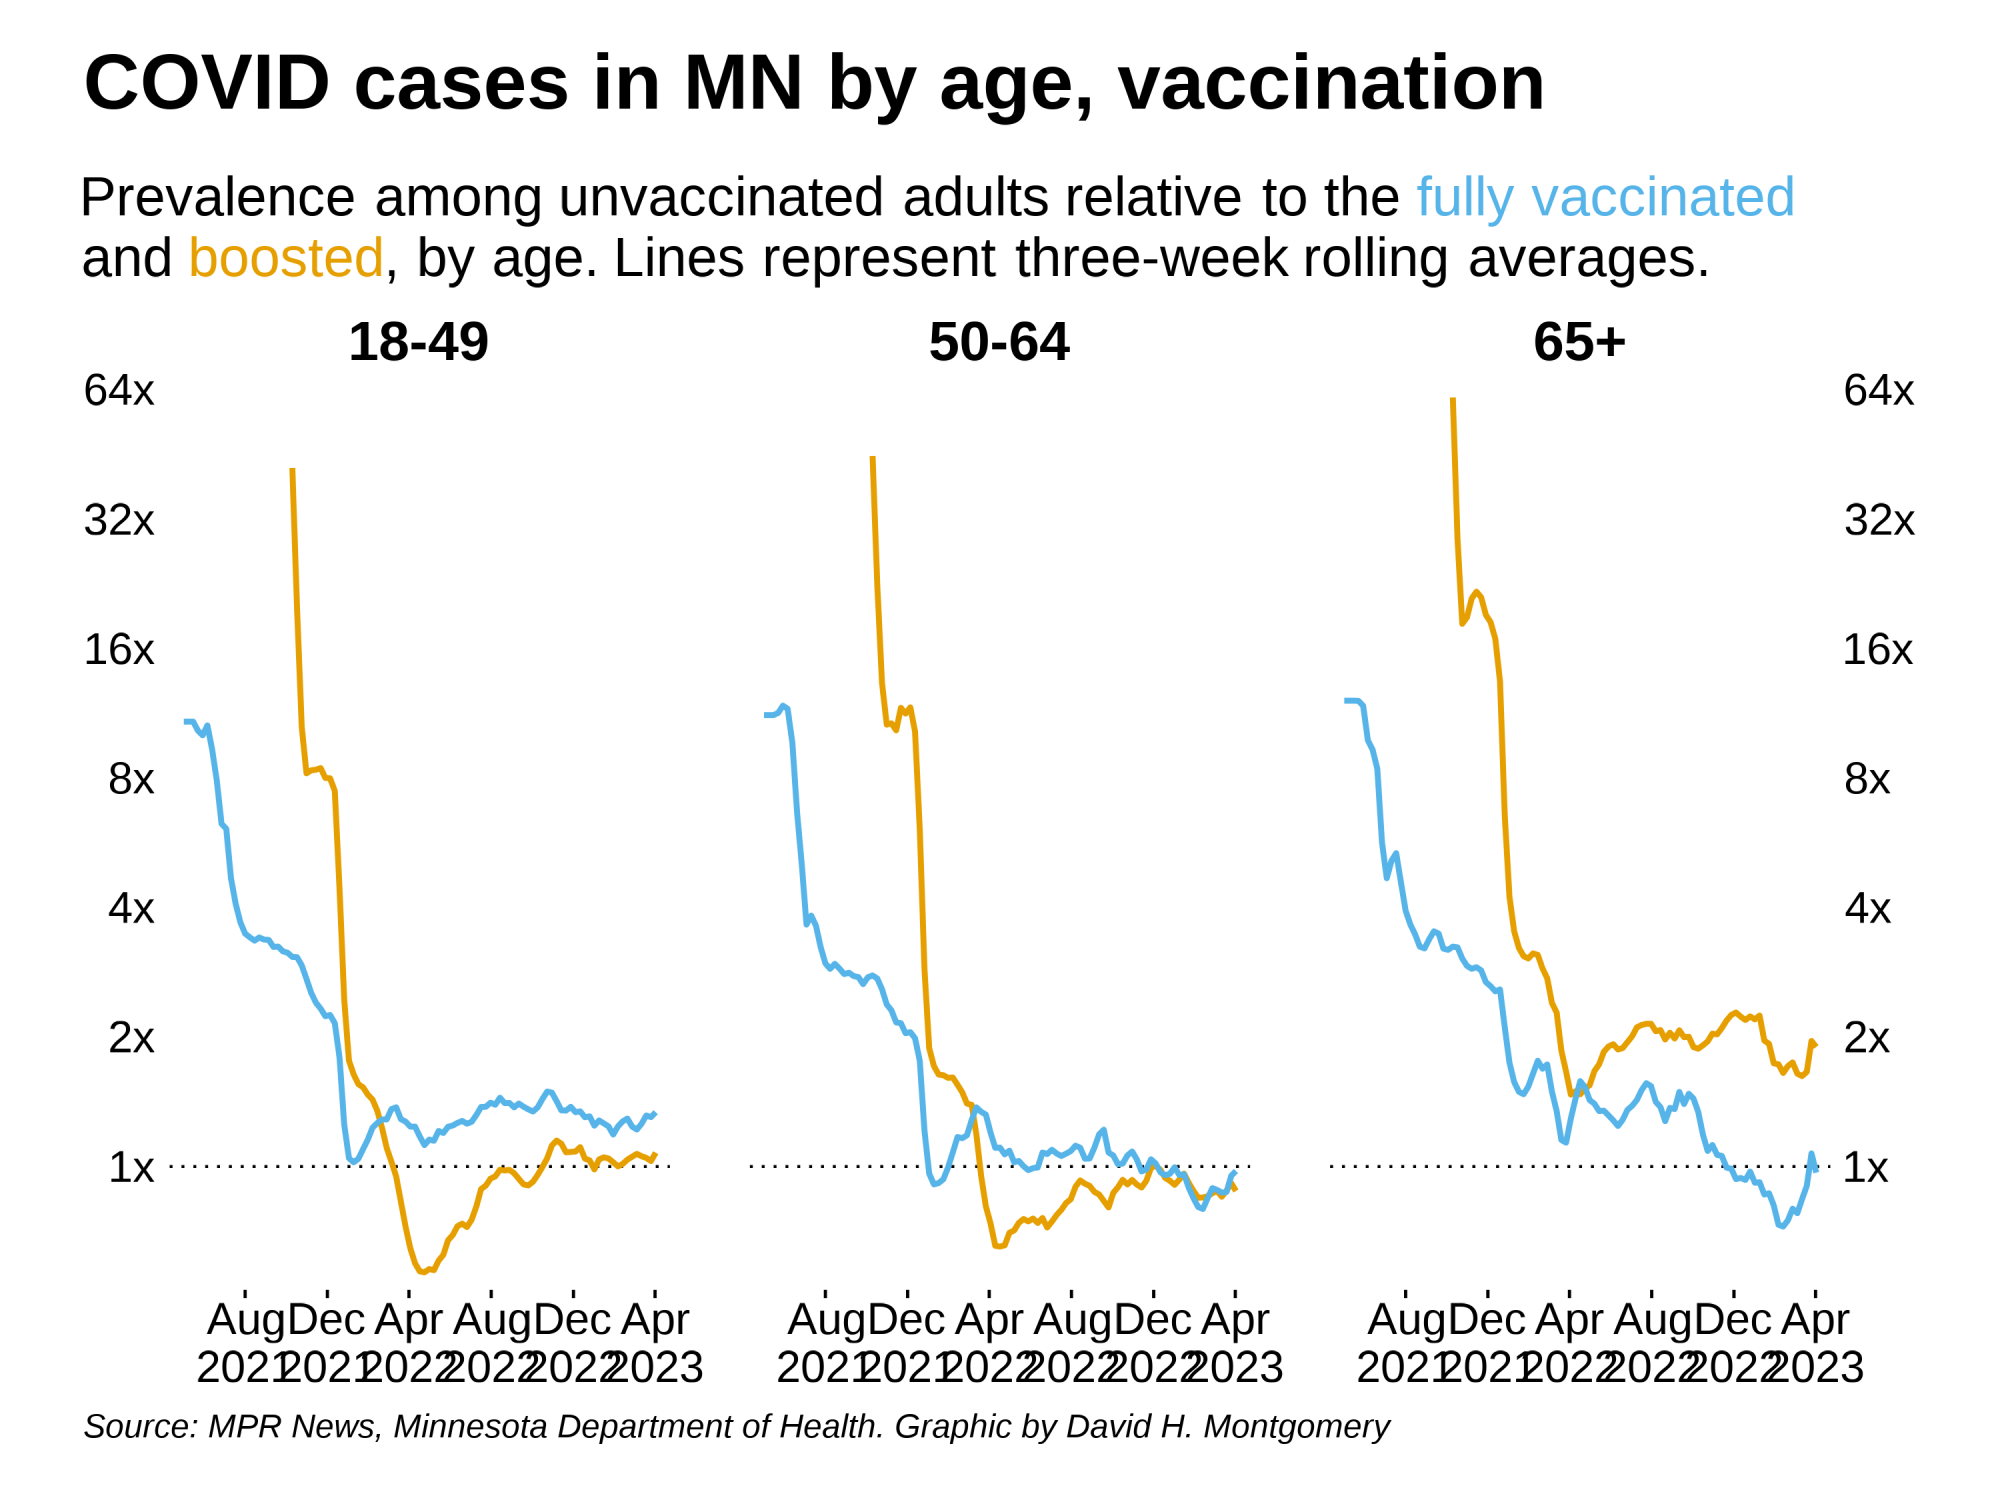 COVID cases in MN by age, vaccination
Prevalence among unvaccinated adults relative to the fully vaccinated
and boosted, by age. Lines represent three-week rolling averages.
18-49 50-64 65+
64x 64x
32x 32x
16x 16x
8x 8x
4x 4x
2x 2x
1x 1x
Aug Dec Apr Aug Dec Apr Aug Dec Apr Aug Dec Apr Aug Dec Apr Aug Dec Apr
2021 2021 2022 2022 2022 2023 2021 2021 2022 2022 2022 2023 2021 2021 2022 2022 2022 2023
Source: MPR News, Minnesota Department of Health. Graphic by David H. Montgomery